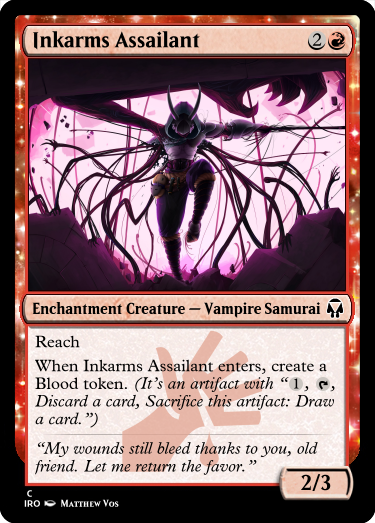 Inkarms Assailant 2
Enchantment Creature — Vampire Samurai
Reach
When Inkarms Assailant enters, create a
Blood token. (It's an artifact with “1, T,
Discard a card, Sacrifice this artifact: Draw
a card.”)
“My wounds still bleed thanks to you, old
friend. Let me return the favor.”
2/3
C
IRO Matthew Vos